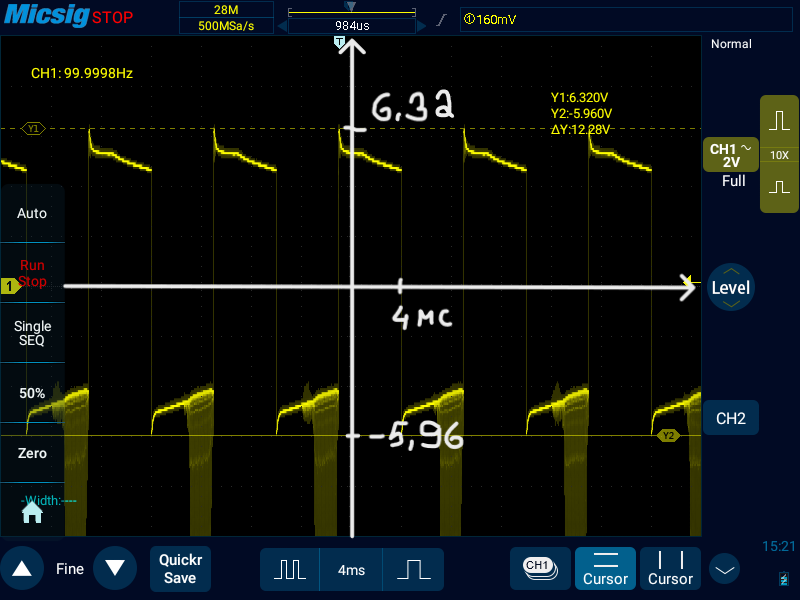 Micsig STOP
28M
500MSa/s
984us
T
①160mV
CH1: 99.9998Hz
Normal
Y1:6.320V
Y2:-5.960V
ΔY:12.28V
Y1
6.32
CH1
2V
10X
Full
Auto
Run
Stop
1
Level
4 мс
Single
SEQ
50%
CH2
-5,96
Y2
Zero
-Width:----
15:21
Fine
Quickr
Save
4ms
CH1
Cursor
Cursor